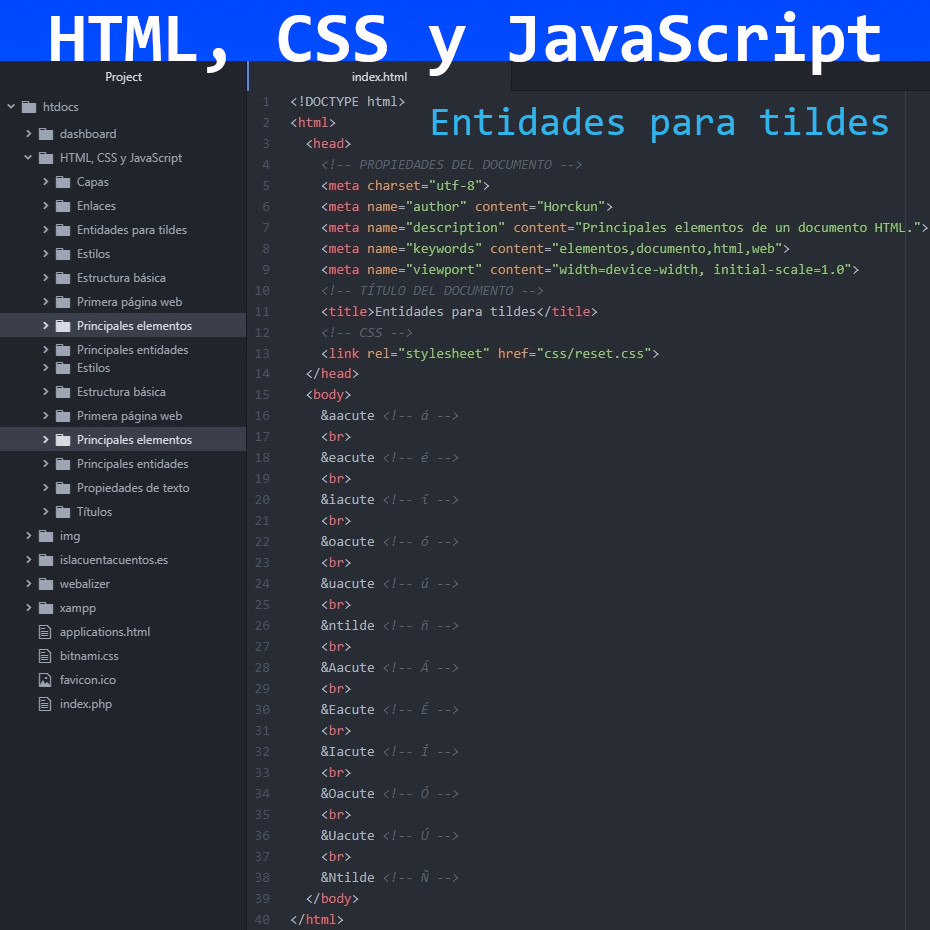 HTML, CSS y JavaScript
Project
htdocs
dashboard
HTML, CSS y JavaScript
Capas
Enlaces
Entidades para tildes
Estilos
Estructura básica
Primera página web
Principales elementos
Principales entidades
Estilos
Estructura básica
Primera página web
Principales elementos
Principales entidades
Propiedades de texto
Títulos
img
islacuentacuentos.es
webalizer
xampp
applications.html
bitnami.css
favicon.ico
index.php
index.html
Entidades para tildes
1 <!DOCTYPE html>
2 <html>
3 <head>
4 <!-- PROPIEDADES DEL DOCUMENTO -->
5 <meta charset="utf-8">
6 <meta name="author" content="Horckun">
7 <meta name="description" content="Principales elementos de un documento HTML.">
8 <meta name="keywords" content="elementos,documento,html,web">
9 <meta name="viewport" content="width=device-width, initial-scale=1.0">
10 <!-- TÍTULO DEL DOCUMENTO -->
11 <title>Entidades para tildes</title>
12 <!-- CSS -->
13 <link rel="stylesheet" href="css/reset.css">
14 </head>
15 <body>
16 &aacute <!-- á -->
17 <br>
18 &eacute <!-- é -->
19 <br>
20 &iacute <!-- í -->
21 <br>
22 &oacute <!-- ó -->
23 <br>
24 &uacute <!-- ú -->
25 <br>
26 &ntilde <!-- ñ -->
27 <br>
28 &Aacute <!-- Á -->
29 <br>
30 &Eacute <!-- É -->
31 <br>
32 &Iacute <!-- Í -->
33 <br>
34 &Oacute <!-- Ó -->
35 <br>
36 &Uacute <!-- Ú -->
37 <br>
38 &Ntilde <!-- Ñ -->
39 </body>
40 </html>